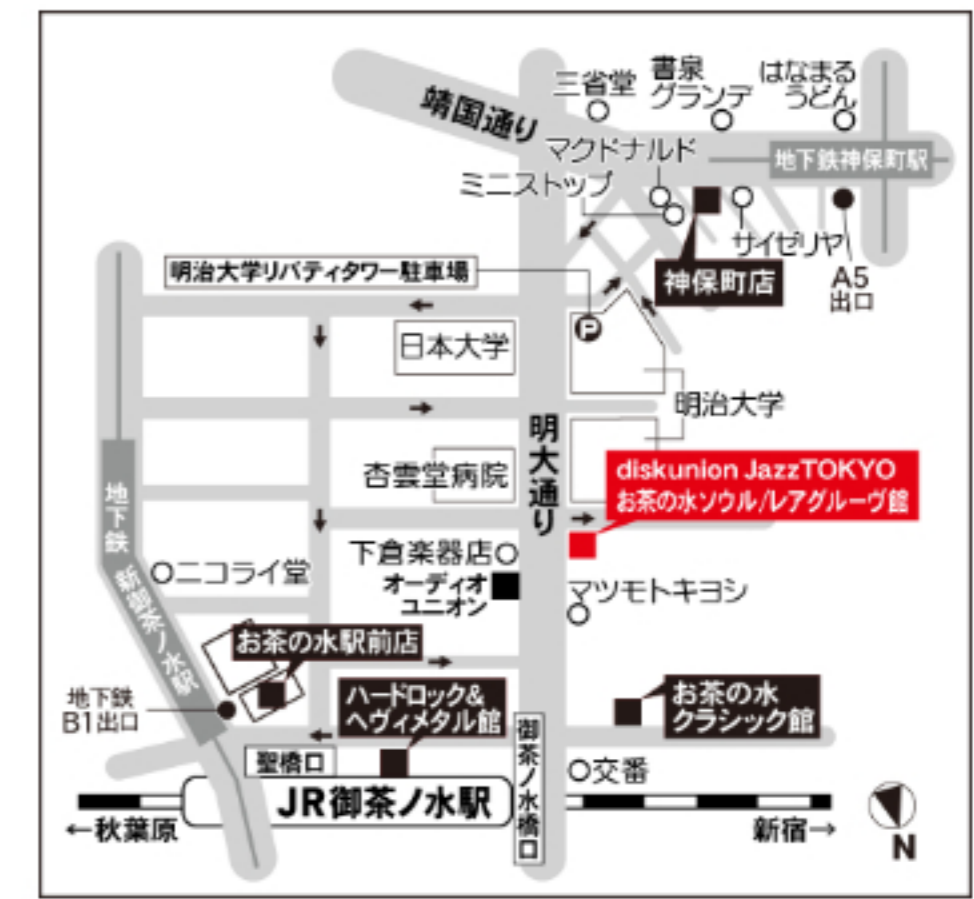 靖国通り
三省堂
書泉
グランデ
はなまる
うどん
マクドナルド
地下鉄神保町駅
ミニストップ
サイゼリヤ
神保町店
A5
出口
明治大学リバティタワー駐車場
P
日本大学
明治大学
明大通り
杏雲堂病院
diskunion JazzTOKYO
お茶の水ソウル/レアグルーヴ館
地下鉄
新御茶ノ水駅
下倉楽器店
オーディオ
ユニオン
ニコライ堂
マツモトキヨシ
お茶の水駅前店
地下鉄
B1出口
ハードロック&
ヘヴィメタル館
お茶の水
クラシック館
聖橋口
御茶ノ水橋口
交番
JR御茶ノ水駅
←秋葉原
新宿→
N